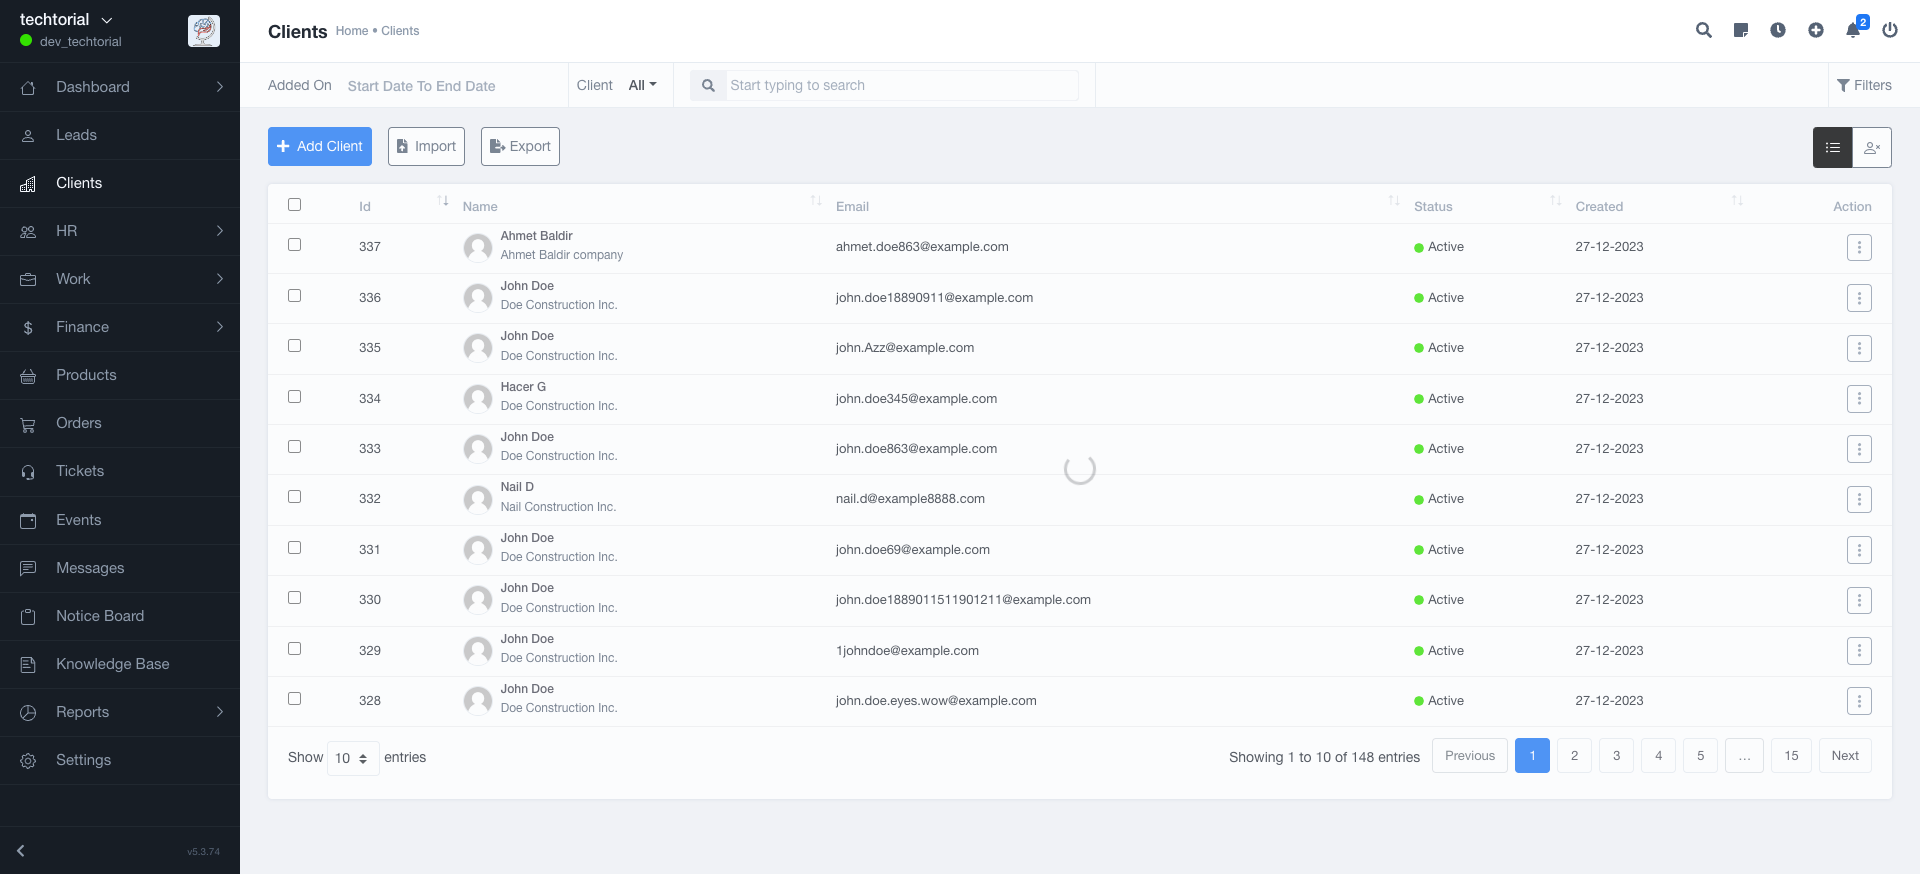 techtorial
dev_techtorial
Dashboard
Leads
Clients
HR
Work
Finance
Products
Orders
Tickets
Events
Messages
Notice Board
Knowledge Base
Reports
Settings
v5.3.74
Clients Home • Clients
2
Added On Start Date To End Date Client All Start typing to search Filters
Add Client Import Export
Id Name Email Status Created Action
337 Ahmet Baldir ahmet.doe863@example.com Active 27-12-2023
Ahmet Baldir company
336 John Doe john.doe18890911@example.com Active 27-12-2023
Doe Construction Inc.
335 John Doe john.Azz@example.com Active 27-12-2023
Doe Construction Inc.
334 Hacer G john.doe345@example.com Active 27-12-2023
Doe Construction Inc.
333 John Doe john.doe863@example.com Active 27-12-2023
Doe Construction Inc.
332 Nail D nail.d@example8888.com Active 27-12-2023
Nail Construction Inc.
331 John Doe john.doe69@example.com Active 27-12-2023
Doe Construction Inc.
330 John Doe john.doe1889011511901211@example.com Active 27-12-2023
Doe Construction Inc.
329 John Doe 1johndoe@example.com Active 27-12-2023
Doe Construction Inc.
328 John Doe john.doe.eyes.wow@example.com Active 27-12-2023
Doe Construction Inc.
Show 10 entries Showing 1 to 10 of 148 entries Previous 1 2 3 4 5 … 15 Next